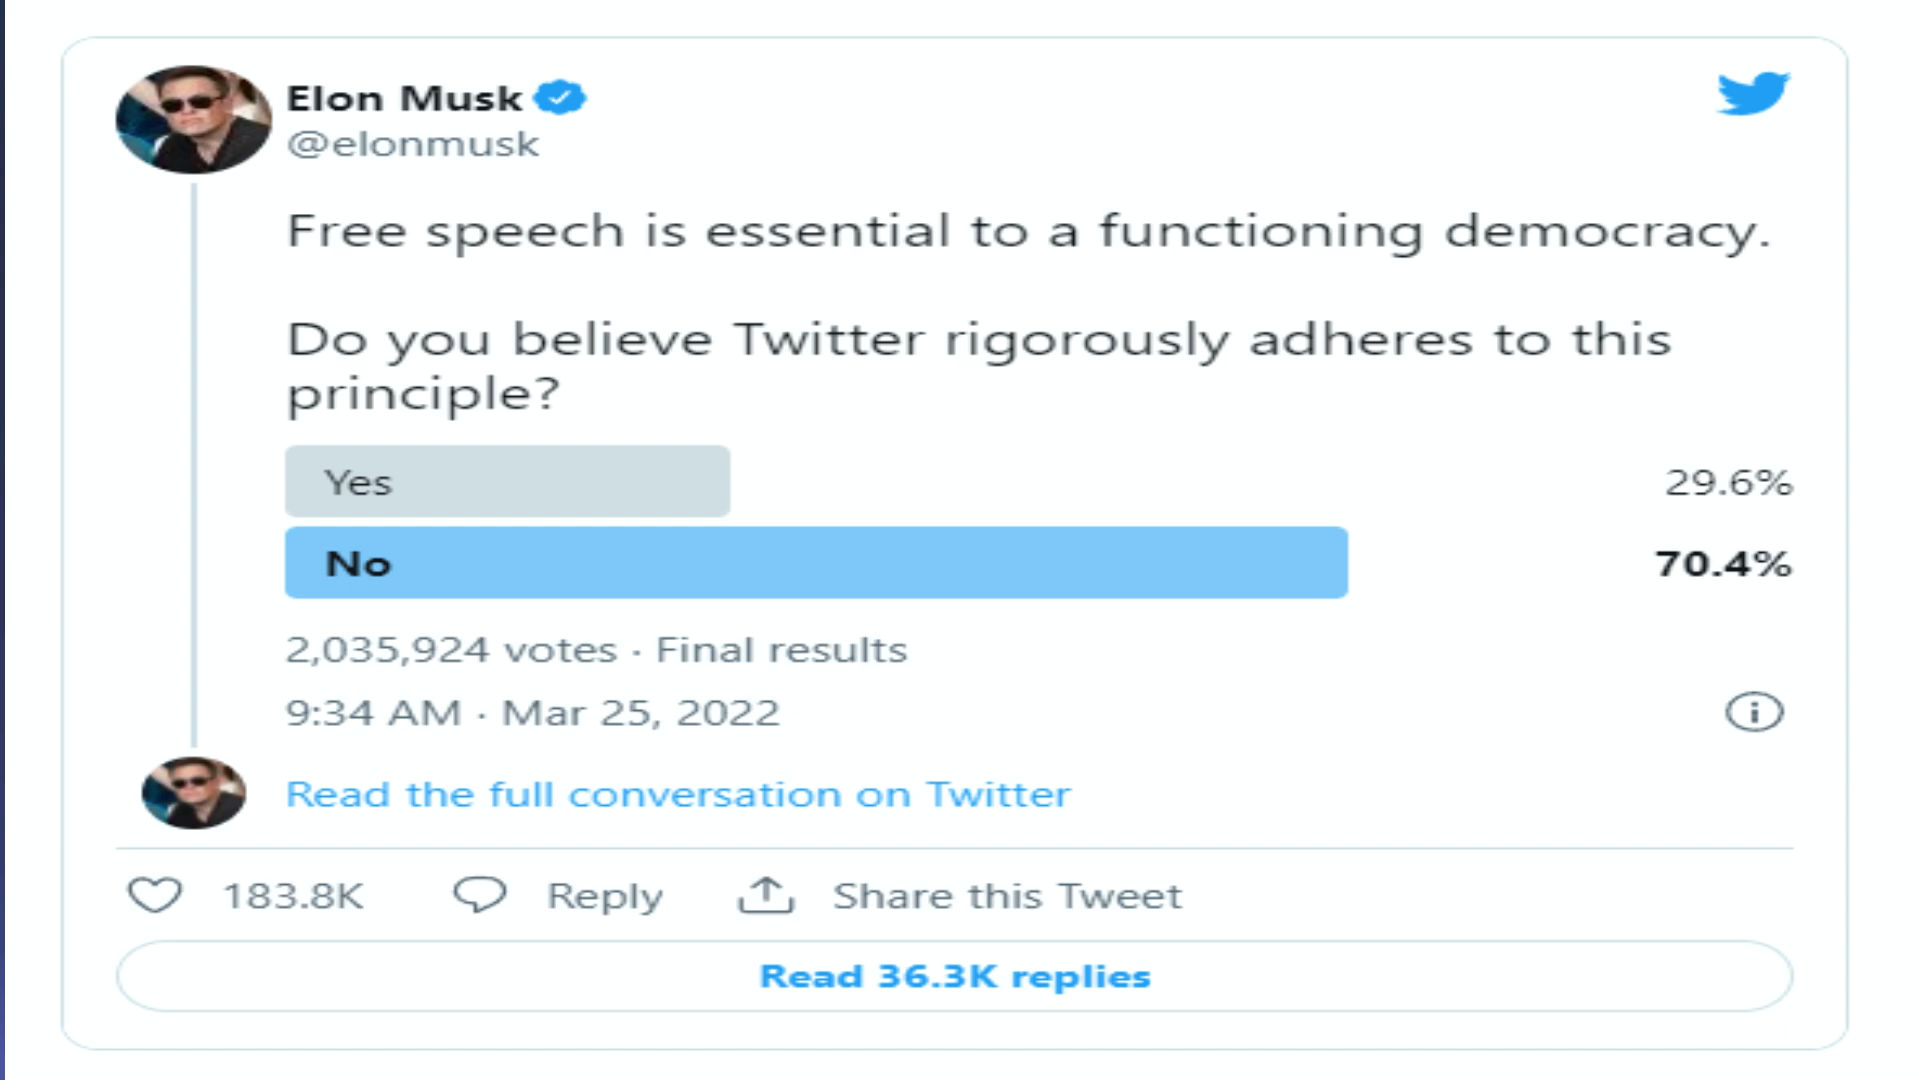 Elon Musk
@elonmusk
Free speech is essential to a functioning democracy.
Do you believe Twitter rigorously adheres to this
principle?
Yes 29.6%
No 70.4%
2,035,924 votes · Final results
9:34 AM · Mar 25, 2022
Read the full conversation on Twitter
183.8K Reply Share this Tweet
Read 36.3K replies